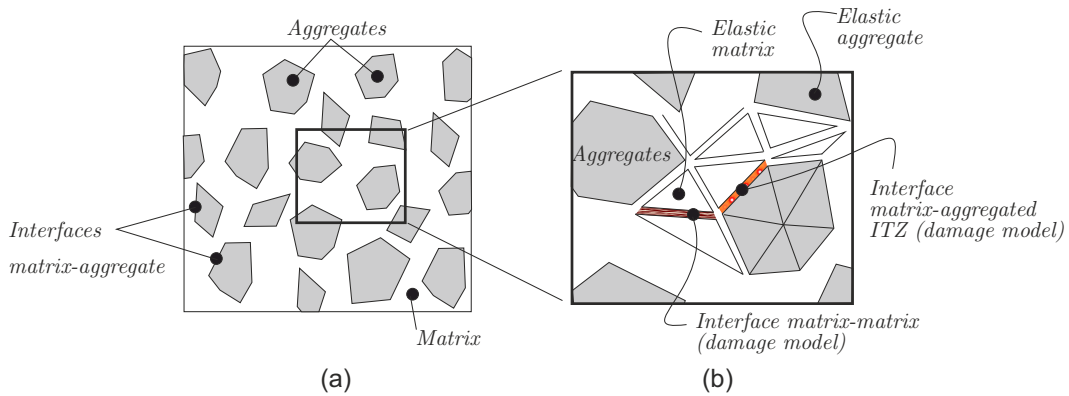 Aggregates
Interfaces
matrix-aggregate
Matrix
(a)
Elastic
matrix
Elastic
aggregate
Aggregates
Interface
matrix-aggregated
ITZ (damage model)
Interface matrix-matrix
(damage model)
(b)